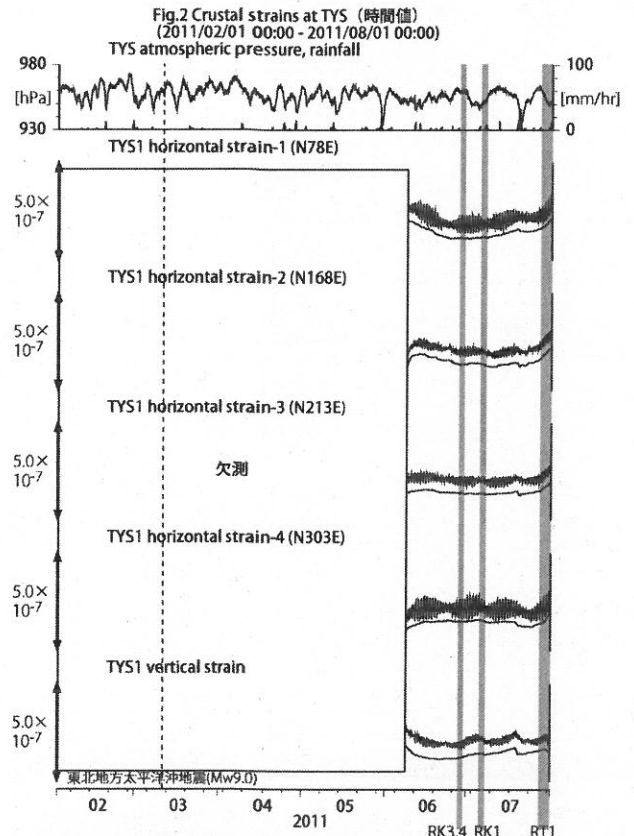 Fig.2 Crustal strains at TYS (時間値)
(2011/02/01 00:00 - 2011/08/01 00:00)
TYS atmospheric pressure, rainfall
980
[hPa]
930
100
[mm/hr]
0
TYS1 horizontal strain-1 (N78E)
5.0×
10-7
TYS1 horizontal strain-2 (N168E)
5.0×
10-7
TYS1 horizontal strain-3 (N213E)
5.0×
10-7
欠測
TYS1 horizontal strain-4 (N303E)
5.0×
10-7
TYS1 vertical strain
5.0×
10-7
東北地方太平洋沖地震(Mw9.0)
02 03 04 05 06 07
2011
RK3,4 RK1 RT1